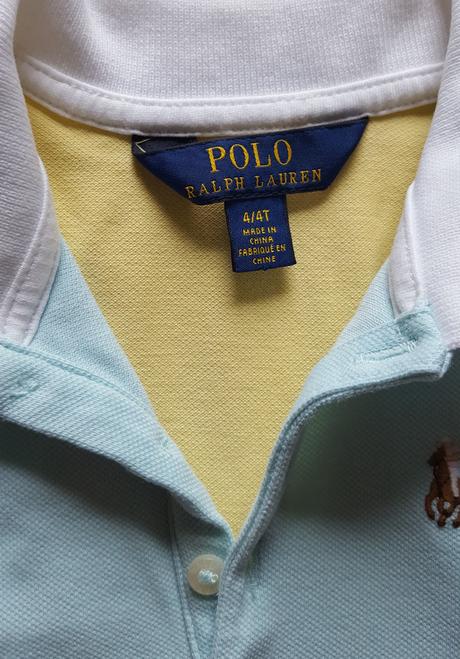 POLO
RALPH LAUREN
4/4T
MADE IN
CHINA
FABRIQUÉ EN
CHINE